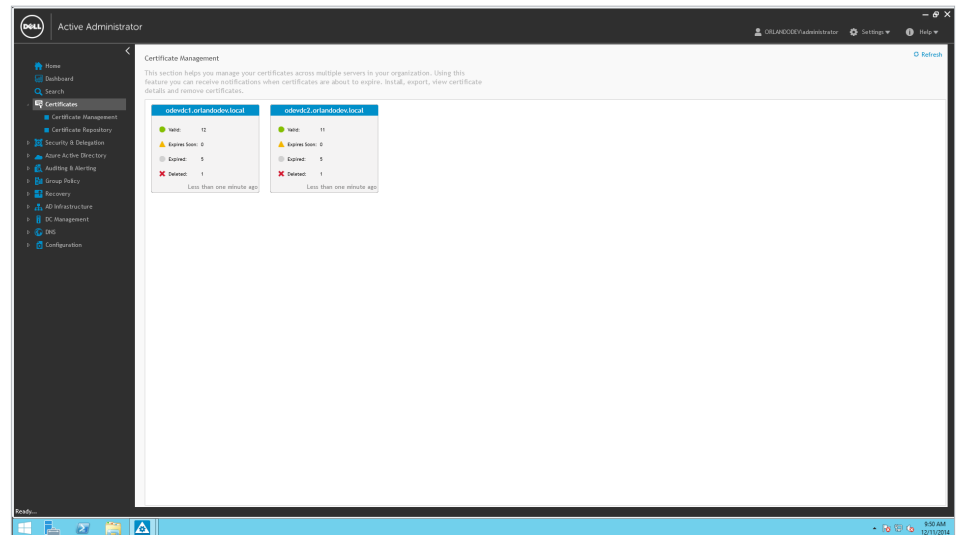 DELL
Active Administrator
ORLANDODEV\administrator
Settings
Help
Home
Dashboard
Search
Certificates
Certificate Management
Certificate Repository
Security & Delegation
Azure Active Directory
Auditing & Alerting
Group Policy
Recovery
AD Infrastructure
DC Management
DNS
Configuration
Certificate Management
Refresh
This section helps you manage your certificates across multiple servers in your organization. Using this
feature you can receive notifications when certificates are about to expire. Install, export, view certificate
details and remove certificates.
odevdc1.orlandodev.local
Valid: 12
Expires Soon: 0
Expired: 5
Deleted: 1
Less than one minute ago
odevdc2.orlandodev.local
Valid: 11
Expires Soon: 0
Expired: 5
Deleted: 1
Less than one minute ago
Ready...
9:50 AM
12/11/2014